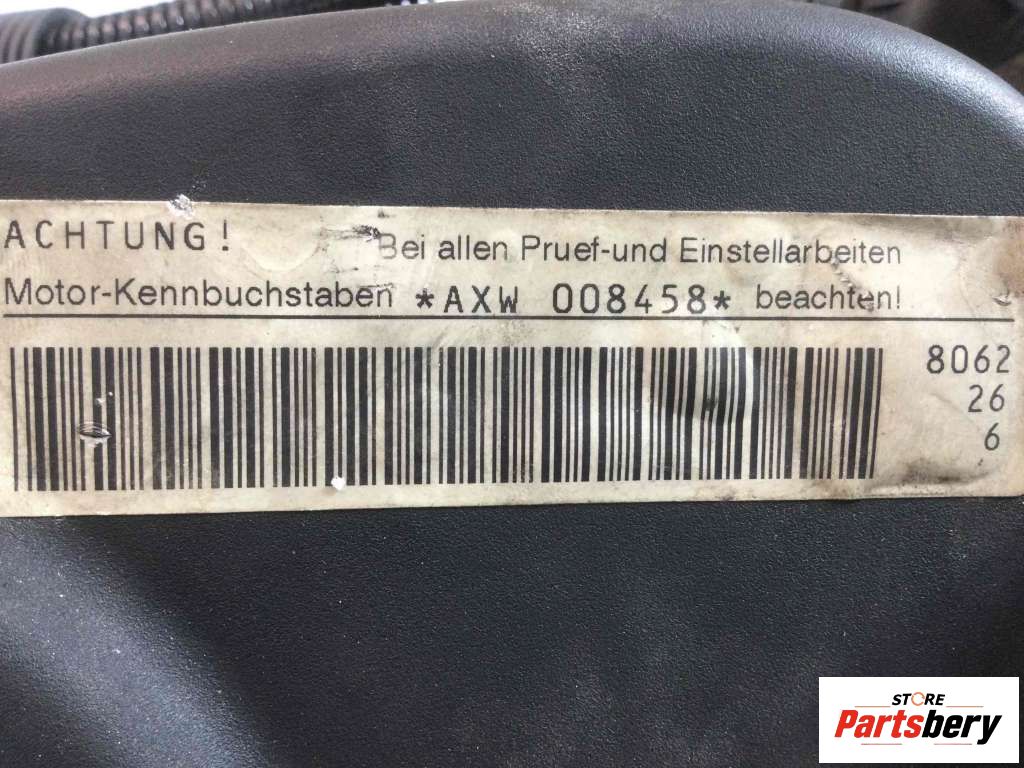 ACHTUNG! Bei allen Pruef-und Einstellarbeiten
Motor-Kennbuchstaben *AXW 008458* beachten!
8062
26
6
STORE
Partsbery